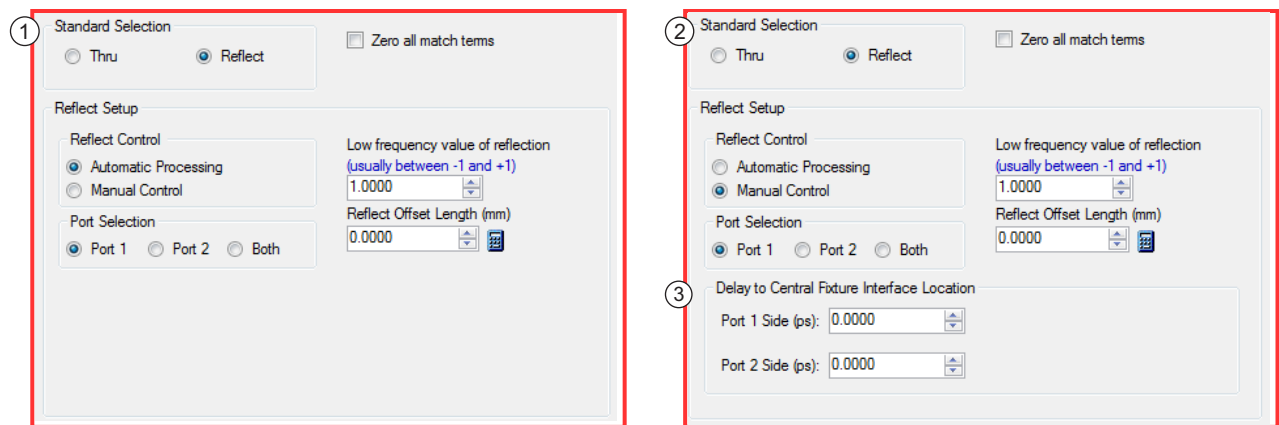 1
Standard Selection
Thru
Reflect
Zero all match terms
Reflect Setup
Reflect Control
Automatic Processing
Manual Control
Port Selection
Port 1
Port 2
Both
Low frequency value of reflection
(usually between -1 and +1)
1.0000
Reflect Offset Length (mm)
0.0000
2
Standard Selection
Thru
Reflect
Zero all match terms
Reflect Setup
Reflect Control
Automatic Processing
Manual Control
Port Selection
Port 1
Port 2
Both
Low frequency value of reflection
(usually between -1 and +1)
1.0000
Reflect Offset Length (mm)
0.0000
3
Delay to Central Fixture Interface Location
Port 1 Side (ps): 0.0000
Port 2 Side (ps): 0.0000